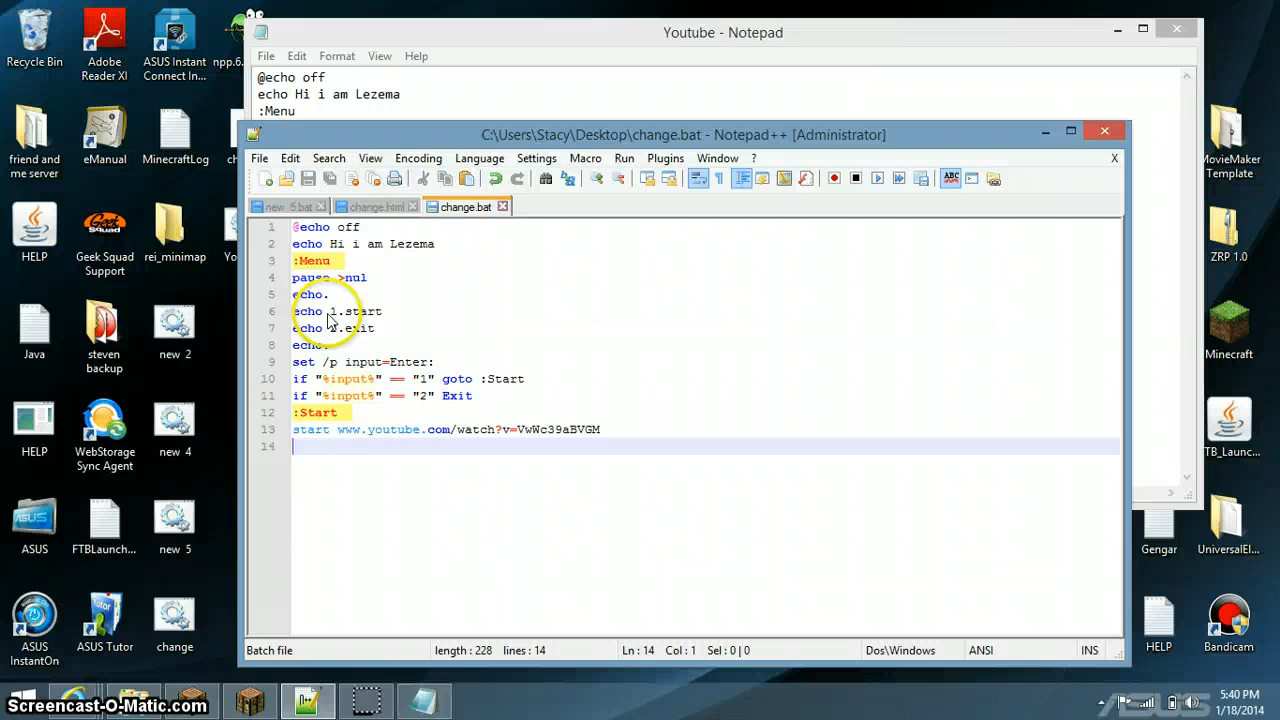 Youtube - Notepad
File Edit Format View Help
@echo off
echo Hi i am Lezema
:Menu
C:\Users\Stacy\Desktop\change.bat - Notepad++ [Administrator]
File Edit Search View Encoding Language Settings Macro Run Plugins Window ? X
new 5.bat change.html change.bat
1 @echo off
2 echo Hi i am Lezema
3 :Menu
4 pause >nul
5 echo.
6 echo 1.start
7 echo 2.exit
8 echo.
9 set /p input=Enter:
10 if "%input%" == "1" goto :Start
11 if "%input%" == "2" Exit
12 :Start
13 start www.youtube.com/watch?v=VwWc39aBVGM
14
Batch file length : 228 lines : 14 Ln : 14 Col : 1 Sel : 0 | 0 Dos\Windows ANSI INS
Recycle Bin
Adobe Reader XI
ASUS Instant Connect In...
npp.6.
friend and me server
eManual
MinecraftLog
HELP
Geek Squad Support
rei_minimap
Java
steven backup
new 2
HELP
WebStorage Sync Agent
new 4
ASUS
FTBLaunch...
new 5
ASUS InstantOn
ASUS Tutor
change
MovieMaker Template
ZRP 1.0
Minecraft
TB_Launc...
Gengar
UniversalEl...
HELP
Bandicam
Screencast-O-Matic.com
5:40 PM
1/18/2014